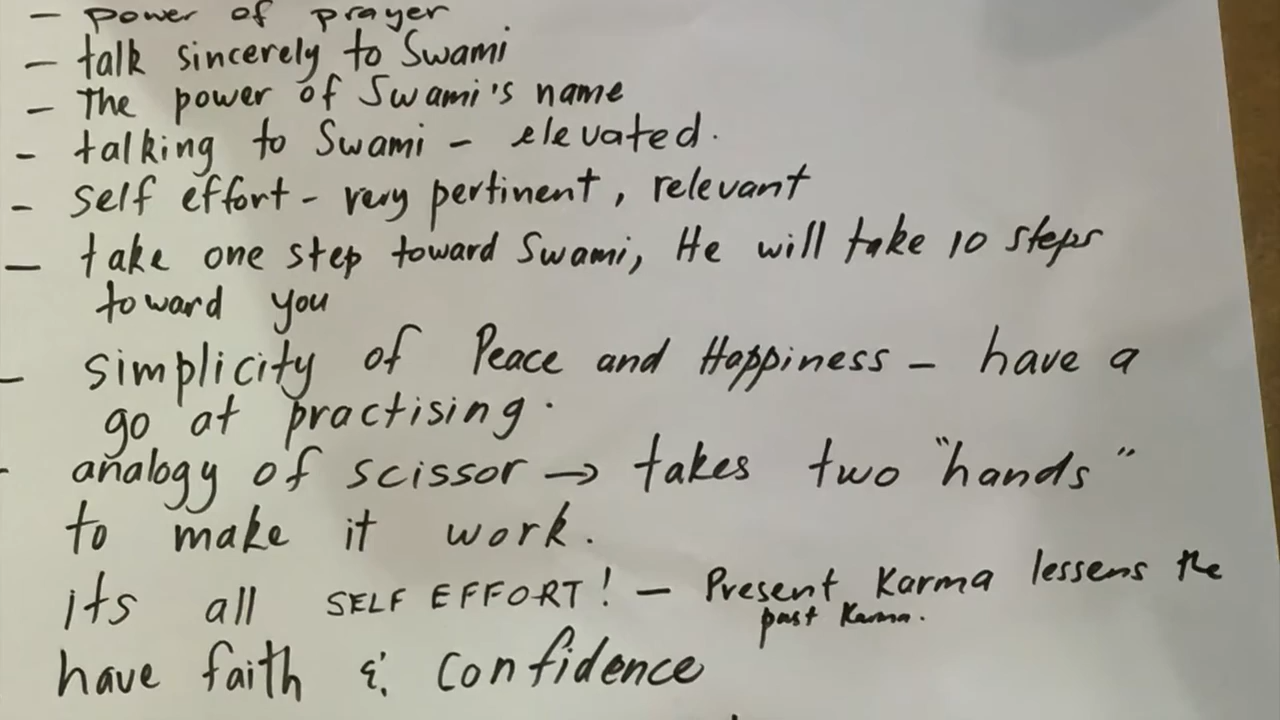 – power of prayer
– talk sincerely to Swami
– The power of Swami's name
– talking to Swami – elevated.
– self effort – very pertinent, relevant
– take one step toward Swami, He will take 10 steps
toward you
– simplicity of Peace and Happiness – have a
go at practising.
- analogy of scissor → takes two "hands"
to make it work.
its all SELF EFFORT! – Present Karma lessens the
past Karma.
have faith & confidence